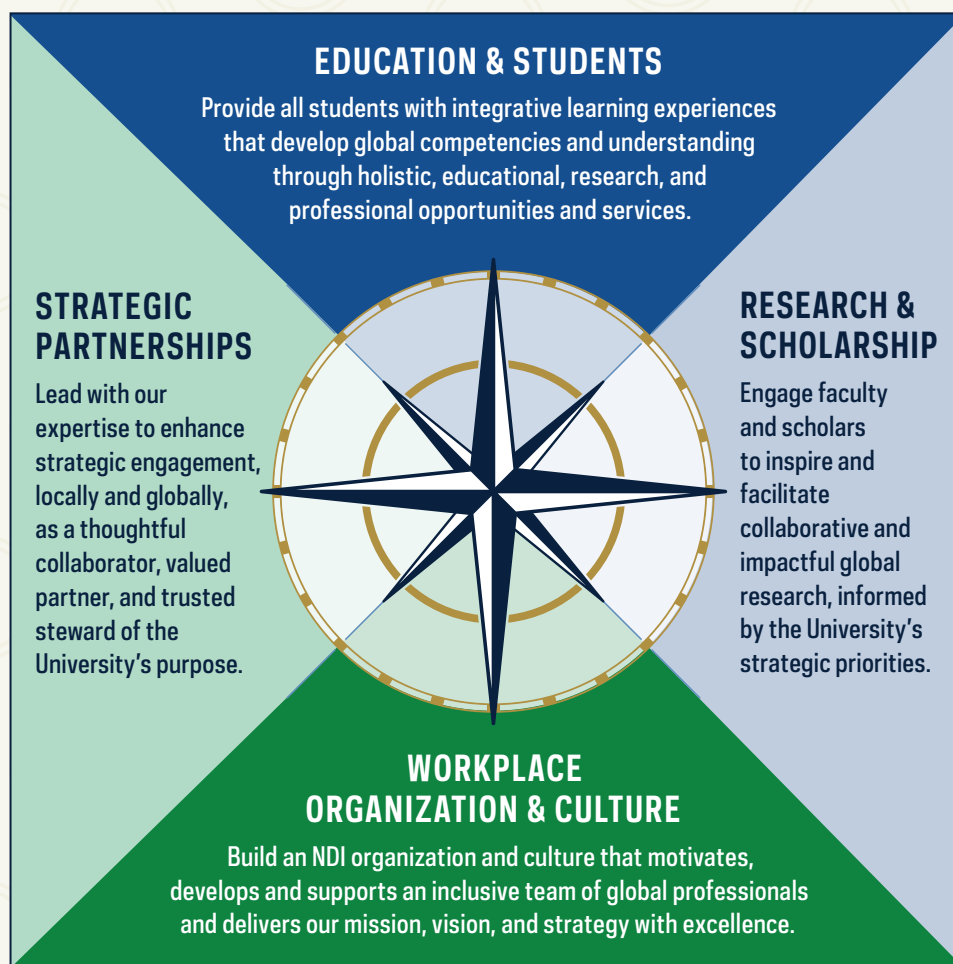 EDUCATION & STUDENTS
Provide all students with integrative learning experiences
that develop global competencies and understanding
through holistic, educational, research, and
professional opportunities and services.
STRATEGIC
PARTNERSHIPS
Lead with our
expertise to enhance
strategic engagement,
locally and globally,
as a thoughtful
collaborator, valued
partner, and trusted
steward of the
University’s purpose.
RESEARCH &
SCHOLARSHIP
Engage faculty
and scholars
to inspire and
facilitate
collaborative and
impactful global
research, informed
by the University’s
strategic priorities.
WORKPLACE
ORGANIZATION & CULTURE
Build an NDI organization and culture that motivates,
develops and supports an inclusive team of global professionals
and delivers our mission, vision, and strategy with excellence.